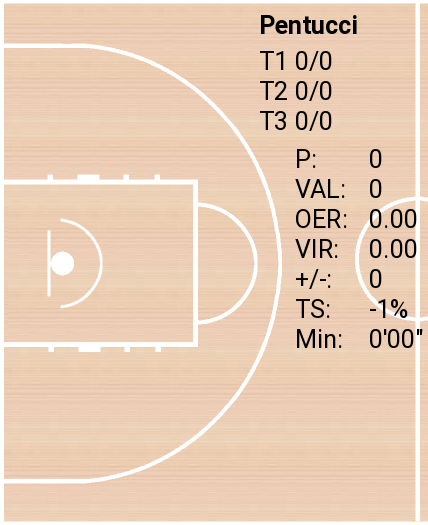 Pentucci
T1 0/0
T2 0/0
T3 0/0
P: 0
VAL: 0
OER: 0.00
VIR: 0.00
+/-: 0
TS: -1%
Min: 0'00"